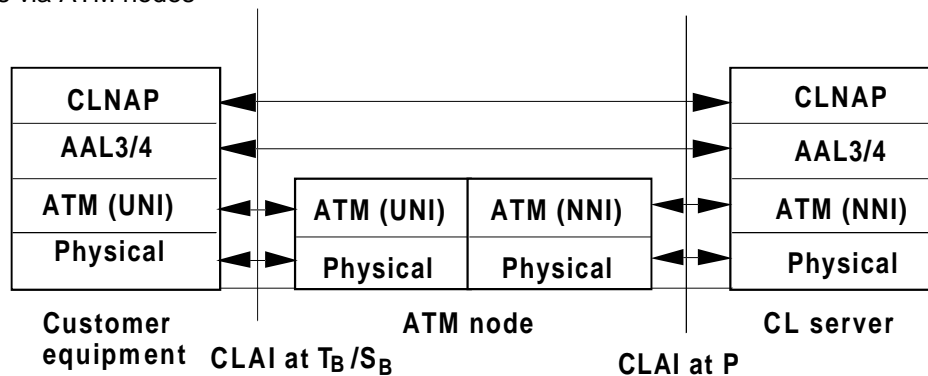 via ATM nodes
CLNAP
AAL3/4
ATM (UNI)
Physical
ATM (UNI) ATM (NNI)
Physical Physical
CLNAP
AAL3/4
ATM (NNI)
Physical
Customer
equipment
CLAI at TB/SB
ATM node
CLAI at P
CL server